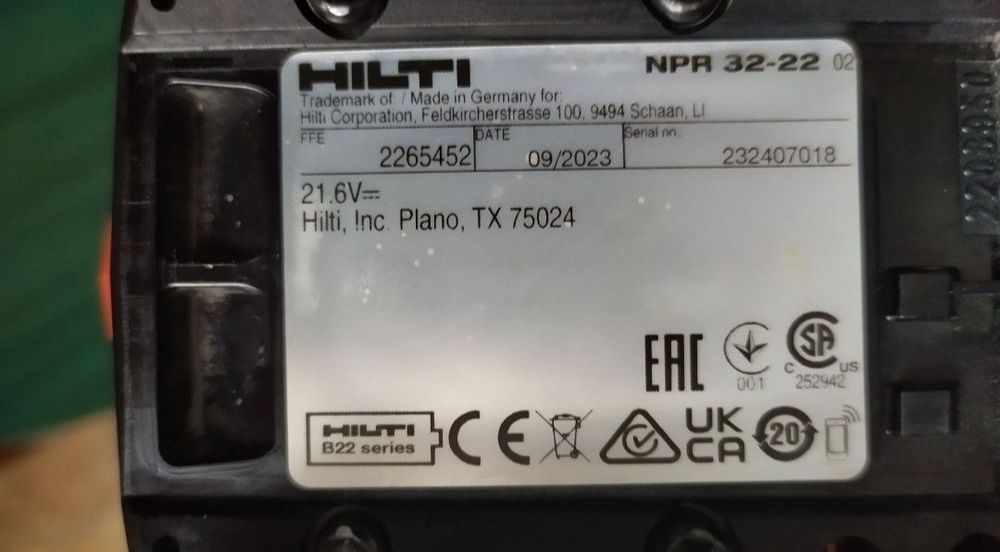 HILTI NPR 32-22 02
Trademark of: / Made in Germany for:
Hilti Corporation, Feldkircherstrasse 100, 9494 Schaan, LI
FFE DATE Serial no.:
2265452 09/2023 232407018
21.6V⎓
Hilti, Inc. Plano, TX 75024
EAC 001 CSA C US
252942
HILTI
B22 series
CE UK
CA 20